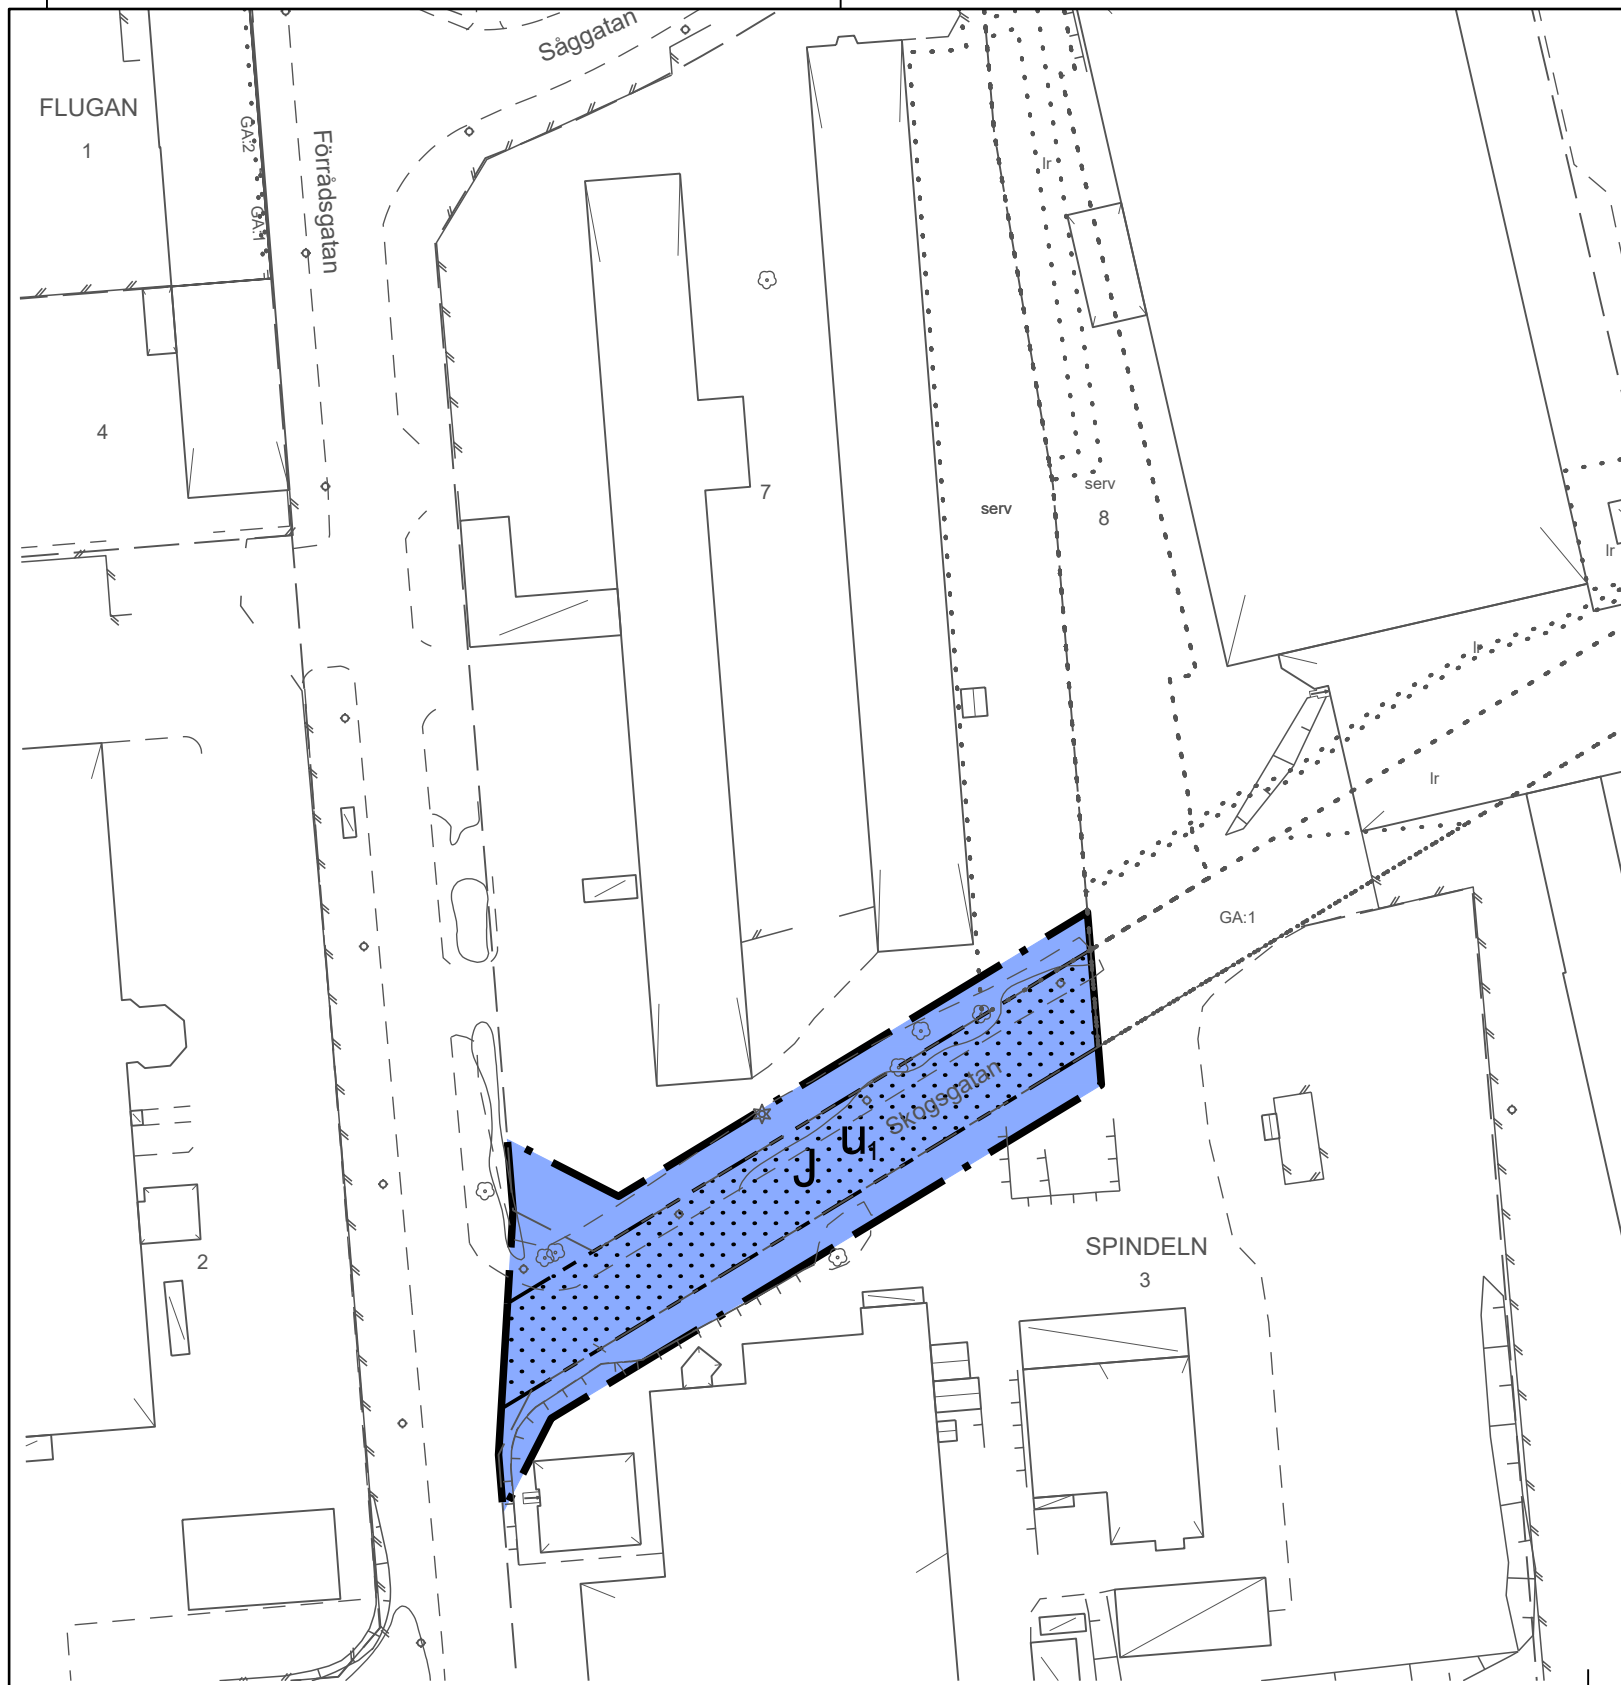 Såggatan
FLUGAN
1
GA:2
Förrådsgatan
GA:1
lr
4
7
serv
serv
8
lr
lr
lr
GA:1
Skogsgatan
J u₁
SPINDELN
3
2